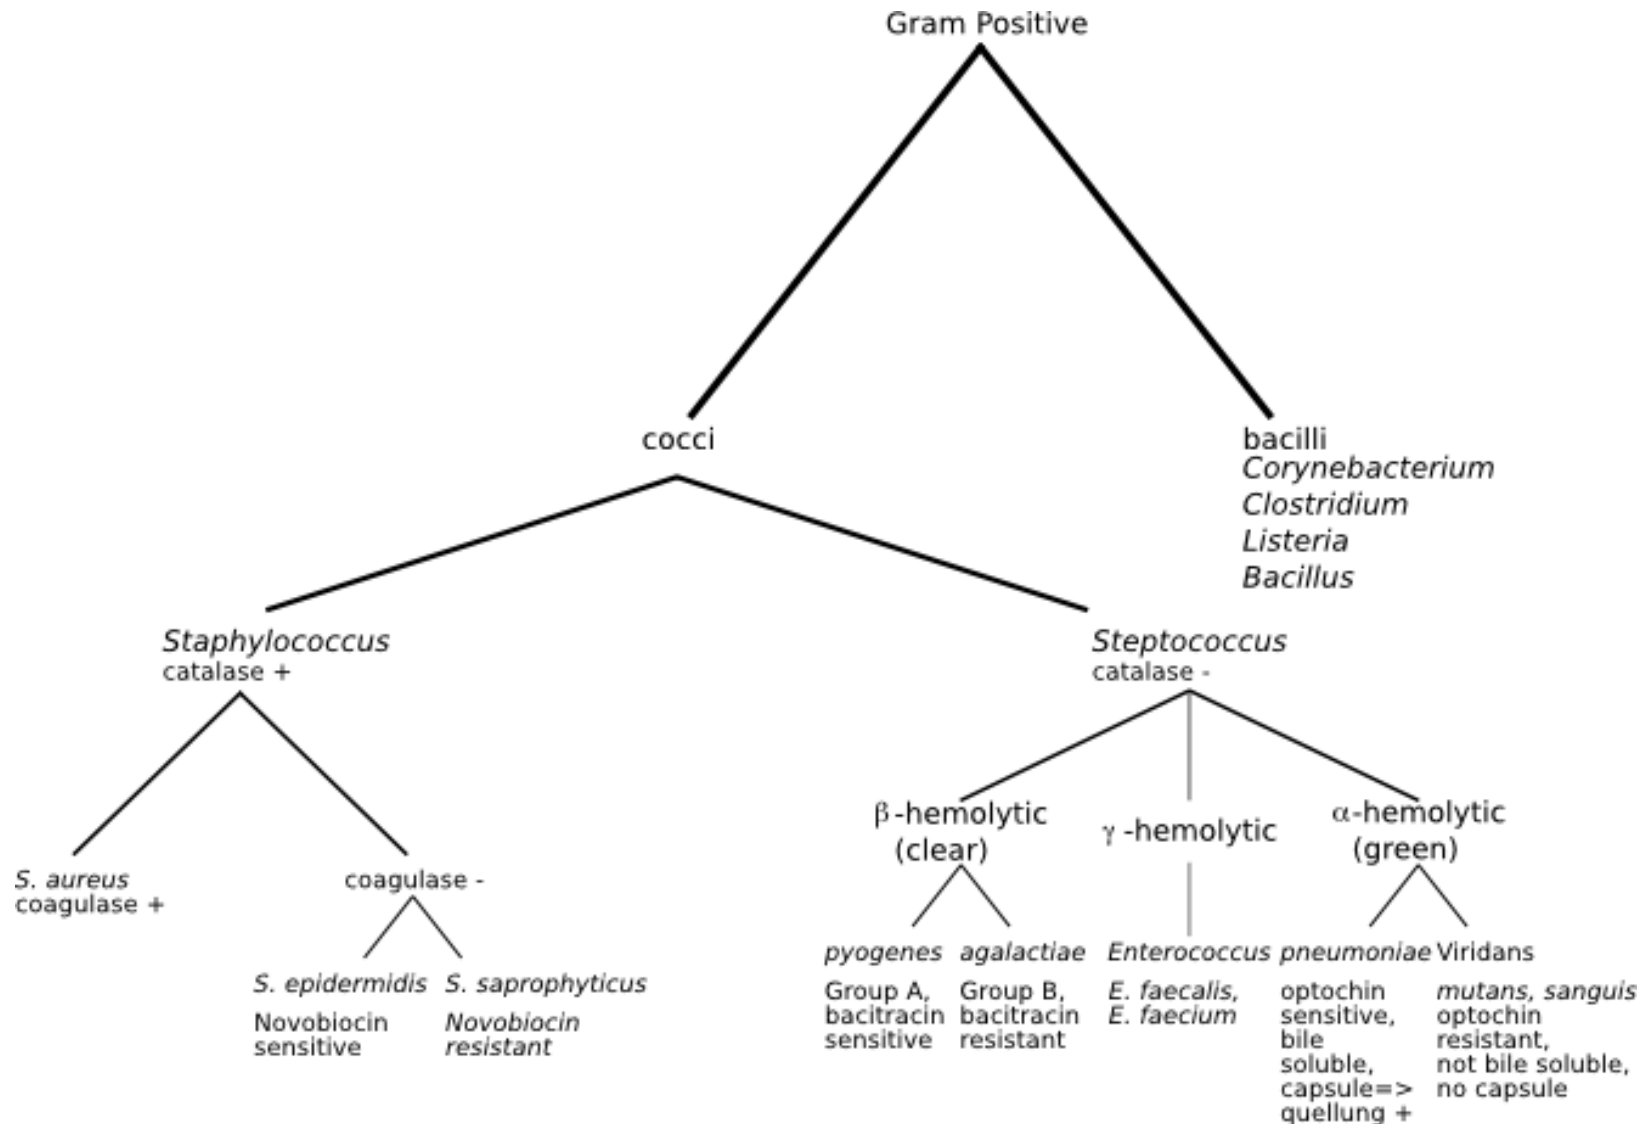 Gram Positive
cocci
bacilli
Corynebacterium
Clostridium
Listeria
Bacillus
Staphylococcus
catalase +
Steptococcus
catalase -
S. aureus
coagulase +
coagulase -
S. epidermidis
Novobiocin
sensitive
S. saprophyticus
Novobiocin
resistant
β-hemolytic
(clear)
γ -hemolytic
α-hemolytic
(green)
pyogenes
Group A,
bacitracin
sensitive
agalactiae
Group B,
bacitracin
resistant
Enterococcus
E. faecalis,
E. faecium
pneumoniae
optochin
sensitive,
bile
soluble,
capsule=>
quellung +
Viridans
mutans, sanguis
optochin
resistant,
not bile soluble,
no capsule